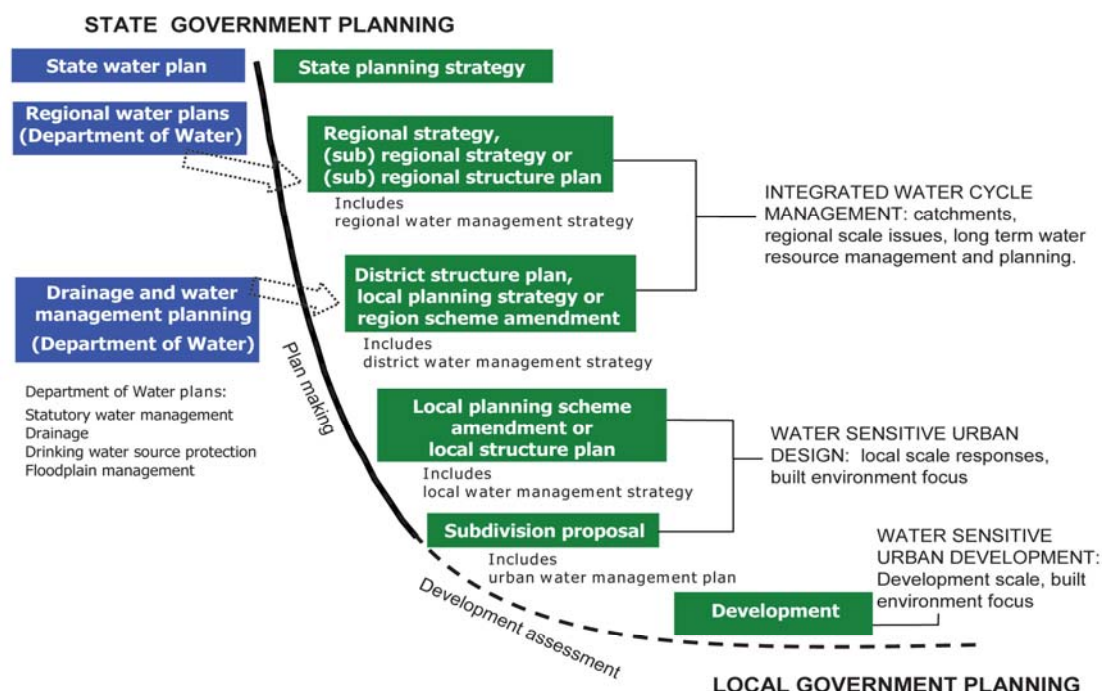 STATE GOVERNMENT PLANNING
State water plan
State planning strategy
Regional water plans
(Department of Water)
Regional strategy,
(sub) regional strategy or
(sub) regional structure plan
Includes
regional water management strategy
INTEGRATED WATER CYCLE
MANAGEMENT: catchments,
regional scale issues, long term water
resource management and planning.
Drainage and water
management planning
(Department of Water)
District structure plan,
local planning strategy or
region scheme amendment
Includes
district water management strategy
Department of Water plans:
Statutory water management
Drainage
Drinking water source protection
Floodplain management
Plan making
Local planning scheme
amendment or
local structure plan
Includes
local water management strategy
WATER SENSITIVE URBAN
DESIGN: local scale responses,
built environment focus
Subdivision proposal
Includes
urban water management plan
WATER SENSITIVE
URBAN DEVELOPMENT:
Development scale, built
environment focus
Development assessment
Development
LOCAL GOVERNMENT PLANNING